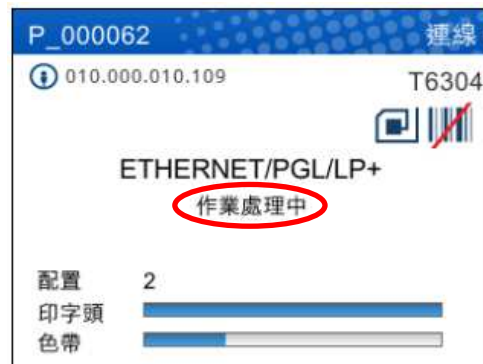 P_000062 連線
010.000.010.109 T6304
ETHERNET/PGL/LP+
作業處理中
配置 2
印字頭
色帶